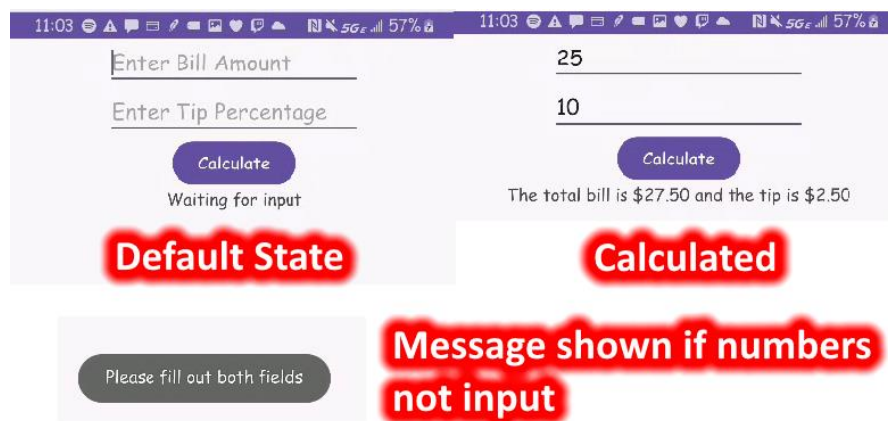 11:03 5GE 57%
Enter Bill Amount
Enter Tip Percentage
Calculate
Waiting for input
Default State
11:03 5GE 57%
25
10
Calculate
The total bill is $27.50 and the tip is $2.50
Calculated
Please fill out both fields
Message shown if numbers
not input